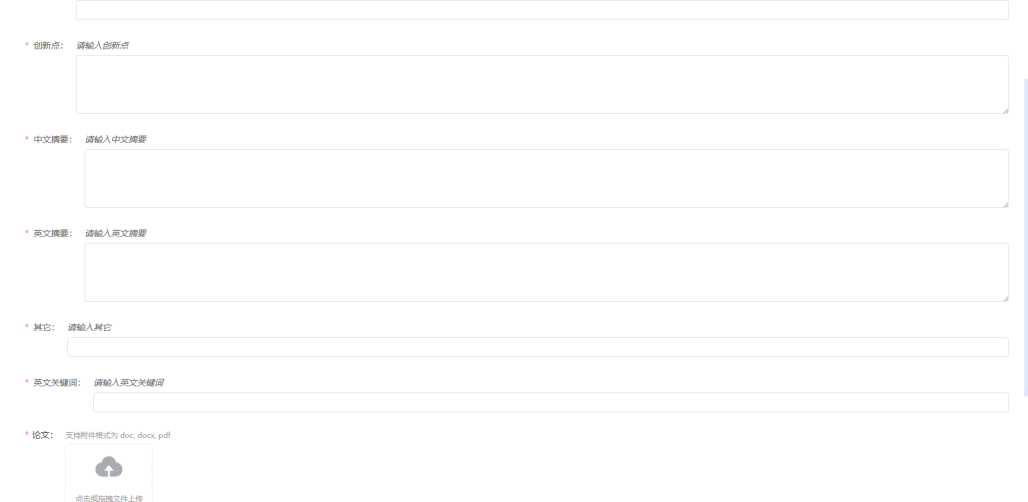 * 创新点： 请输入创新点
* 中文摘要： 请输入中文摘要
* 英文摘要： 请输入英文摘要
* 其它： 请输入其它
* 英文关键词： 请输入英文关键词
* 论文： 支持附件格式为 doc, docx, pdf
点击或拖拽文件上传